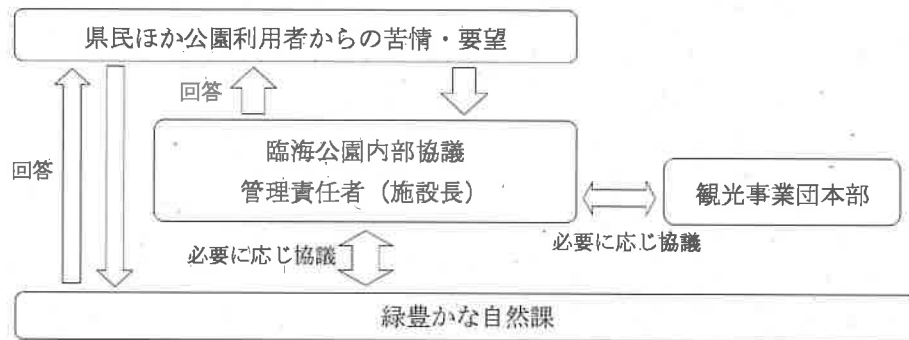 県民ほか公園利用者からの苦情・要望
回答
臨海公園内部協議
管理責任者（施設長）
回答
観光事業団本部
必要に応じ協議
必要に応じ協議
緑豊かな自然課